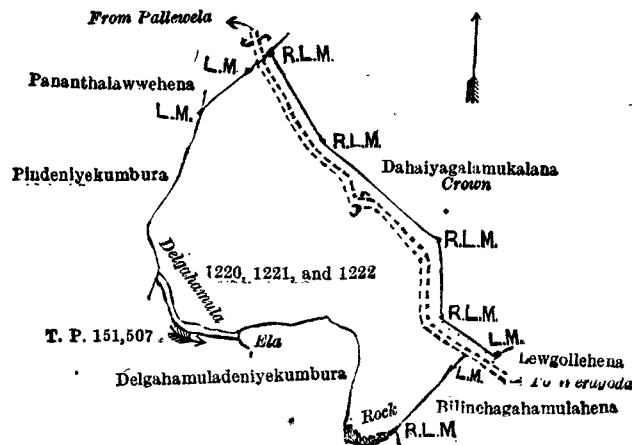 From Pallewela
R.L.M.
L.M.
Pananthalawwehena
L.M.
R.L.M.
Dahaiyagalamukalana
Crown
Pindeniyekumbura
R.L.M.
Delgahamula
1220, 1221, and 1222
R.L.M.
T. P. 151,507
Ela
L.M.
Lewgollehena
L.M.
Delgahamuladeniyekumbura
Bilinchagahamulahena
Rock
R.L.M.